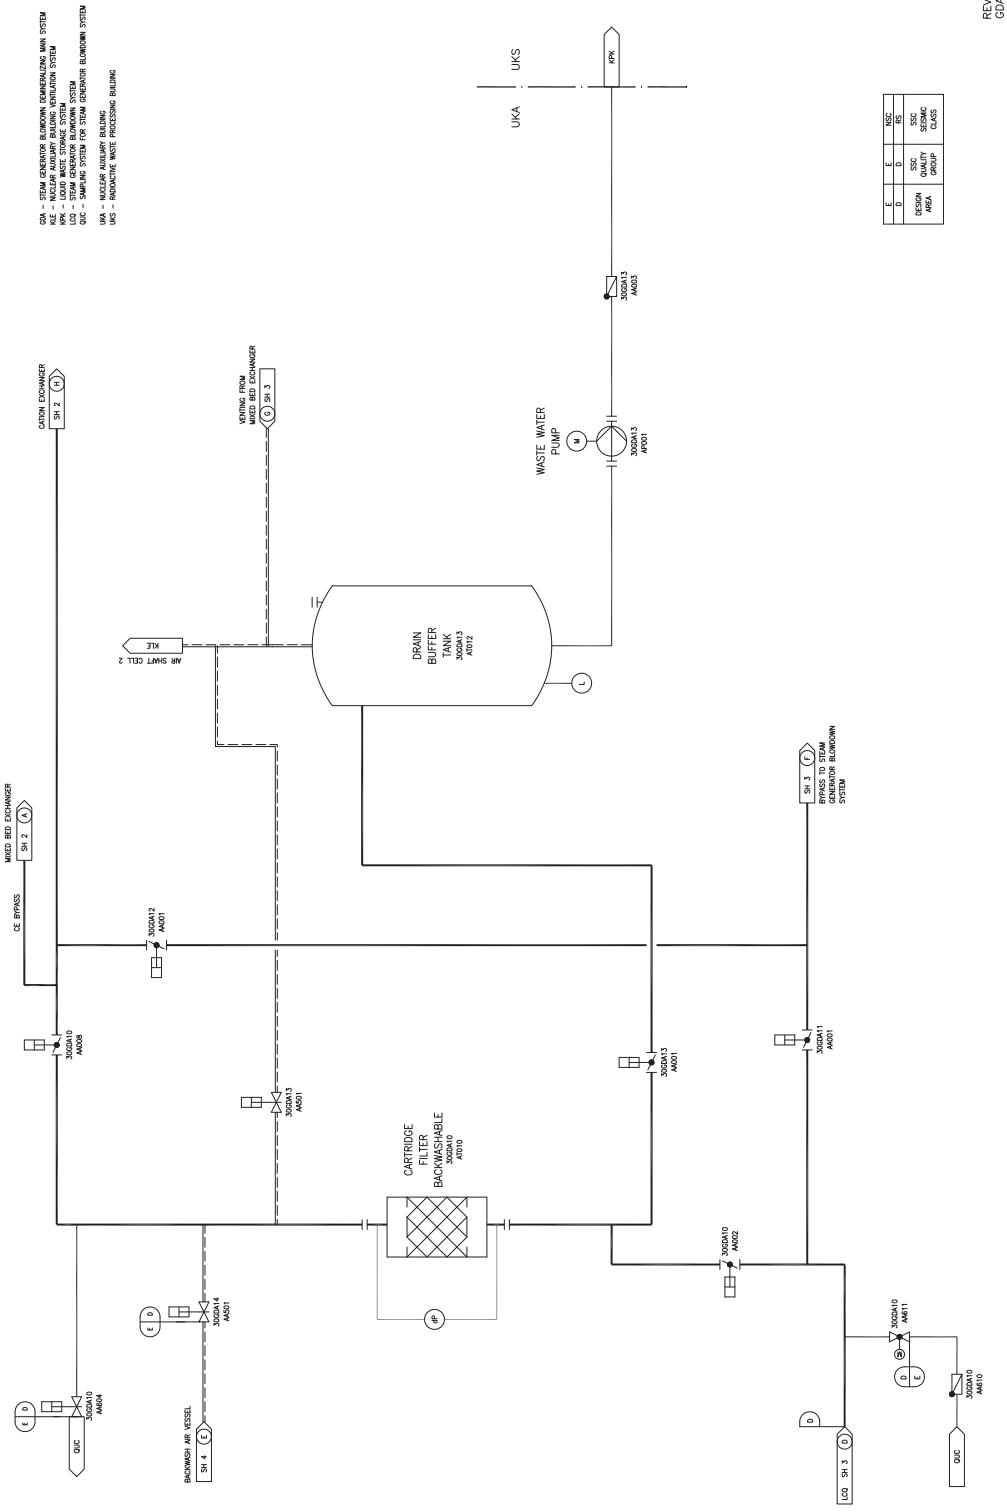 GDA – STEAM GENERATOR BLOWDOWN DEMINERALIZING MAIN SYSTEM
KLE – NUCLEAR AUXILIARY BUILDING VENTILATION SYSTEM
KPK – LIQUID WASTE STORAGE SYSTEM
LCQ – STEAM GENERATOR BLOWDOWN SYSTEM
QUC – SAMPLING SYSTEM FOR STEAM GENERATOR BLOWDOWN SYSTEM
UKA – NUCLEAR AUXILIARY BUILDING
UKS – RADIOACTIVE WASTE PROCESSING BUILDING
MIXED BED EXCHANGER
SH 2 A
CE BYPASS
CATION EXCHANGER
SH 2 H
30GDA10
AA008
30GDA12
AA001
AIR SHAFT CELL 2
KLE
VENTING FROM
MIXED BED EXCHANGER
G SH 3
E D
30GDA10
AA604
QUC
E D
30GDA14
AA501
BACKWASH AIR VESSEL
SH 4 E
30GDA13
AA501
CARTRIDGE
FILTER
BACKWASHABLE
30GDA10
AT010
dP
DRAIN
BUFFER
TANK
30GDA13
AT012
L
WASTE WATER
PUMP
M
30GDA13
AP001
30GDA13
AA003
UKA
UKS
KPK
30GDA13
AA001
30GDA10
AA002
30GDA11
AA001
SH 3 F
BYPASS TO STEAM
GENERATOR BLOWDOWN
SYSTEM
D
LCQ SH 3 D
30GDA10
AA611
M
D E
30GDA10
AA610
QUC
E E NSC
D D RS
DESIGN
AREA
SSC
QUALITY
GROUP
SSC
SEISMIC
CLASS
REV
GDA